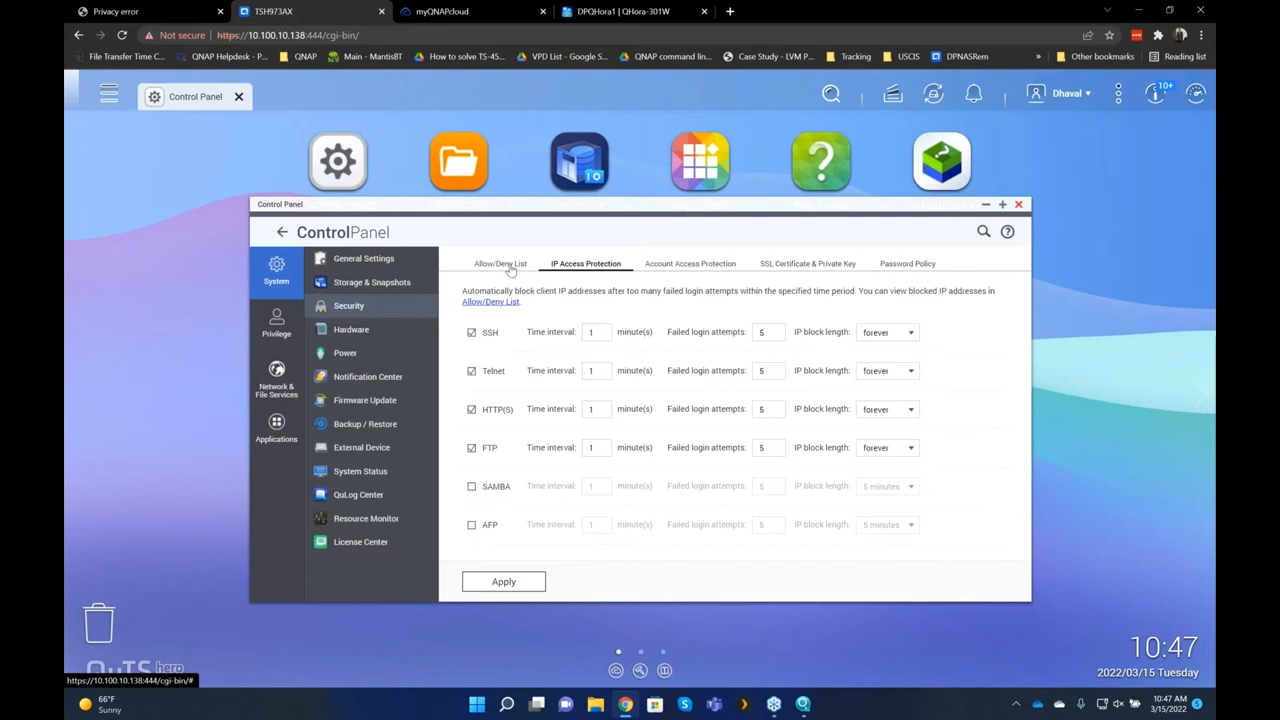 Privacy error
TSH973AX
myQNAPcloud
DPQHora1 | QHora-301W
Not secure
https://10.100.10.138:444/cgi-bin/
File Transfer Time C...
QNAP Helpdesk - P...
QNAP
Main - MantisBT
How to solve TS-45...
VPD List - Google S...
QNAP command lin...
Case Study - LVM P...
Tracking
USCIS
DPNASRem
»
Other bookmarks
Reading list
Control Panel
10+
Dhaval
Control Panel
ControlPanel
System
Privilege
Network &
File Services
Applications
General Settings
Storage & Snapshots
Security
Hardware
Power
Notification Center
Firmware Update
Backup / Restore
External Device
System Status
QuLog Center
Resource Monitor
License Center
Allow/Deny List
IP Access Protection
Account Access Protection
SSL Certificate & Private Key
Password Policy
Automatically block client IP addresses after too many failed login attempts within the specified time period. You can view blocked IP addresses in
Allow/Deny List.
SSH Time interval: 1 minute(s) Failed login attempts: 5 IP block length: forever
Telnet Time interval: 1 minute(s) Failed login attempts: 5 IP block length: forever
HTTP(S) Time interval: 1 minute(s) Failed login attempts: 5 IP block length: forever
FTP Time interval: 1 minute(s) Failed login attempts: 5 IP block length: forever
SAMBA Time interval: 1 minute(s) Failed login attempts: 5 IP block length: 5 minutes
AFP Time interval: 1 minute(s) Failed login attempts: 5 IP block length: 5 minutes
Apply
10:47
2022/03/15 Tuesday
QuTS hero
https://10.100.10.138:444/cgi-bin/#
66°F
Sunny
10:47 AM
3/15/2022